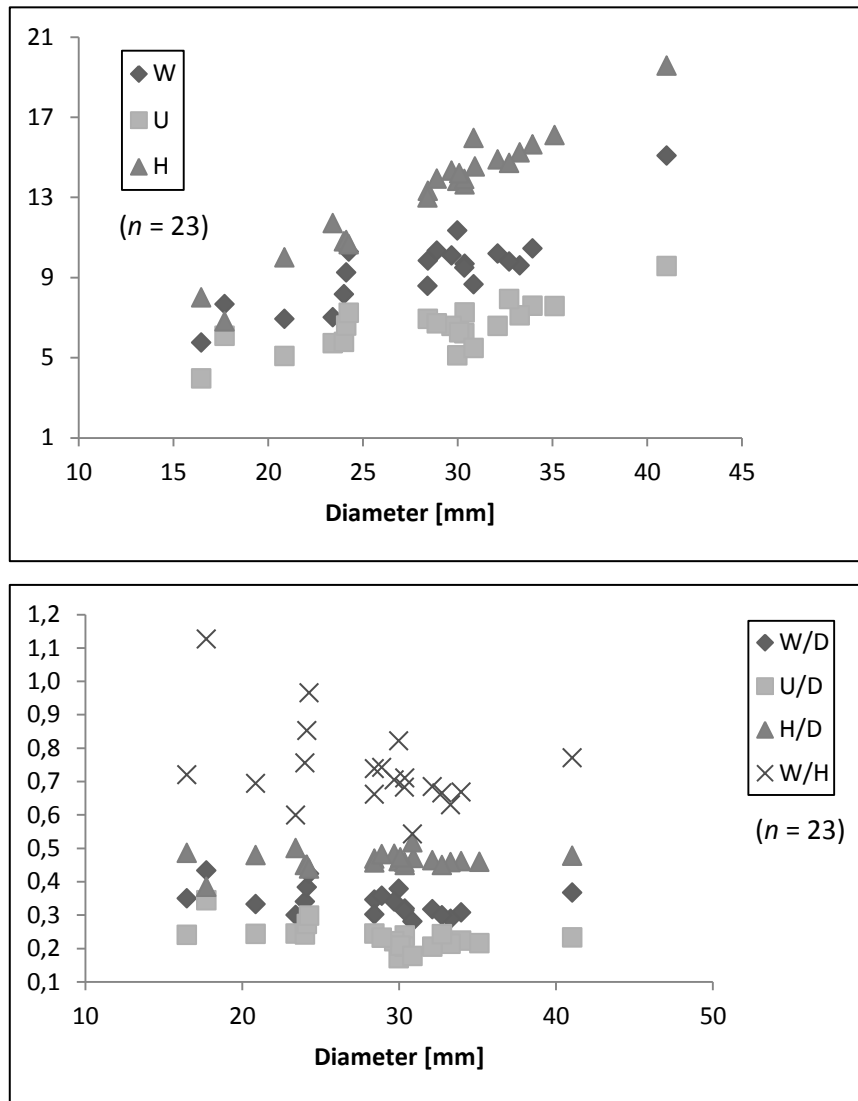 21
17
13
9
5
1
W
U
H
(n = 23)
10 15 20 25 30 35 40 45
Diameter [mm]
1,2
1,1
1,0
0,9
0,8
0,7
0,6
0,5
0,4
0,3
0,2
0,1
W/D
U/D
H/D
W/H
(n = 23)
10 20 30 40 50
Diameter [mm]